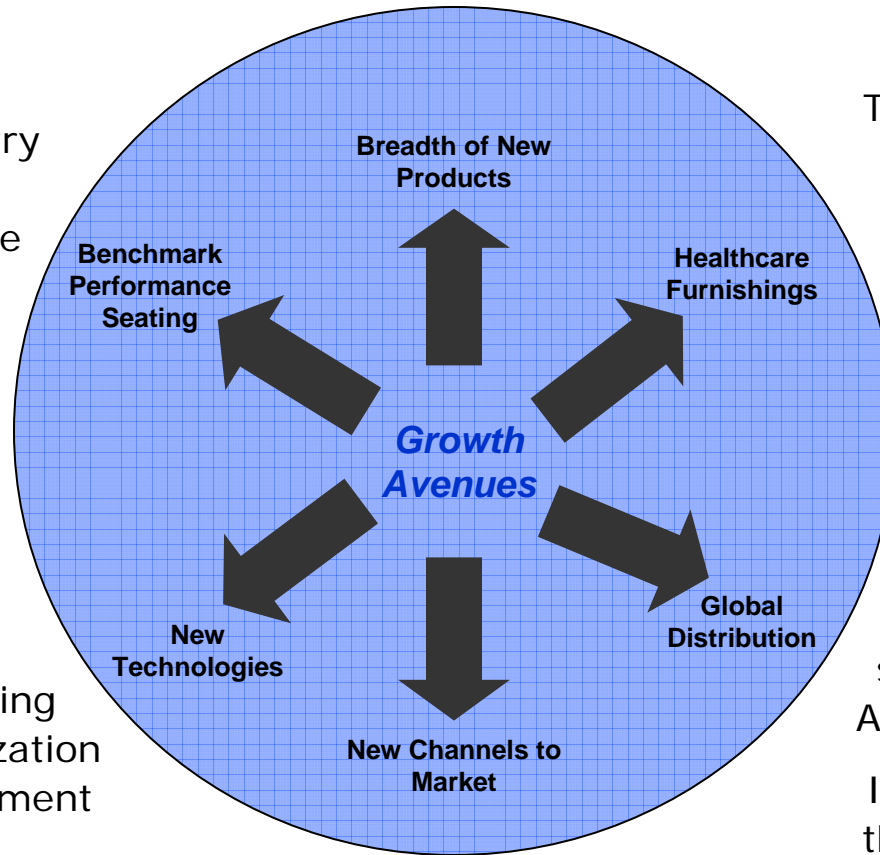 Breadth of New
Products
Benchmark
Performance
Seating
Healthcare
Furnishings
Growth
Avenues
New
Technologies
Global
Distribution
New Channels to
Market